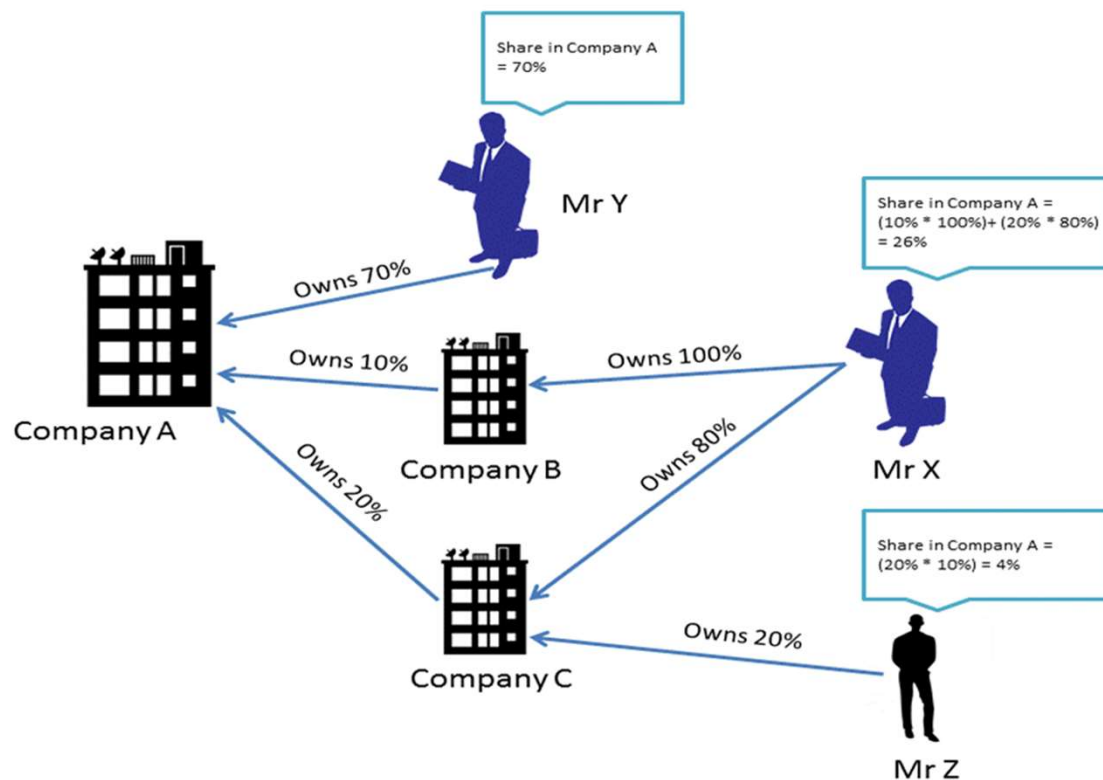 Share in Company A
= 70%
Mr Y
Share in Company A =
(10% * 100%)+ (20% * 80%)
= 26%
Owns 70%
Owns 10%
Owns 100%
Company A
Company B
Owns 80%
Mr X
Owns 20%
Share in Company A =
(20% * 10%) = 4%
Owns 20%
Company C
Mr Z